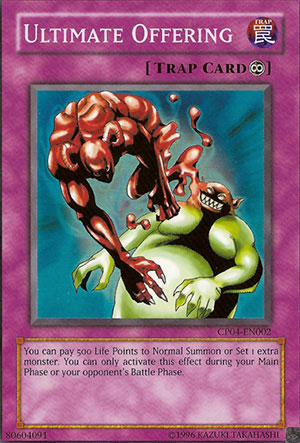 ULTIMATE OFFERING
TRAP
罠
[TRAP CARD∞]
CP04-EN002
You can pay 500 Life Points to Normal Summon or Set 1 extra
monster. You can only activate this effect during your Main
Phase or your opponent's Battle Phase.
80604091
©1996 KAZUKI TAKAHASHI